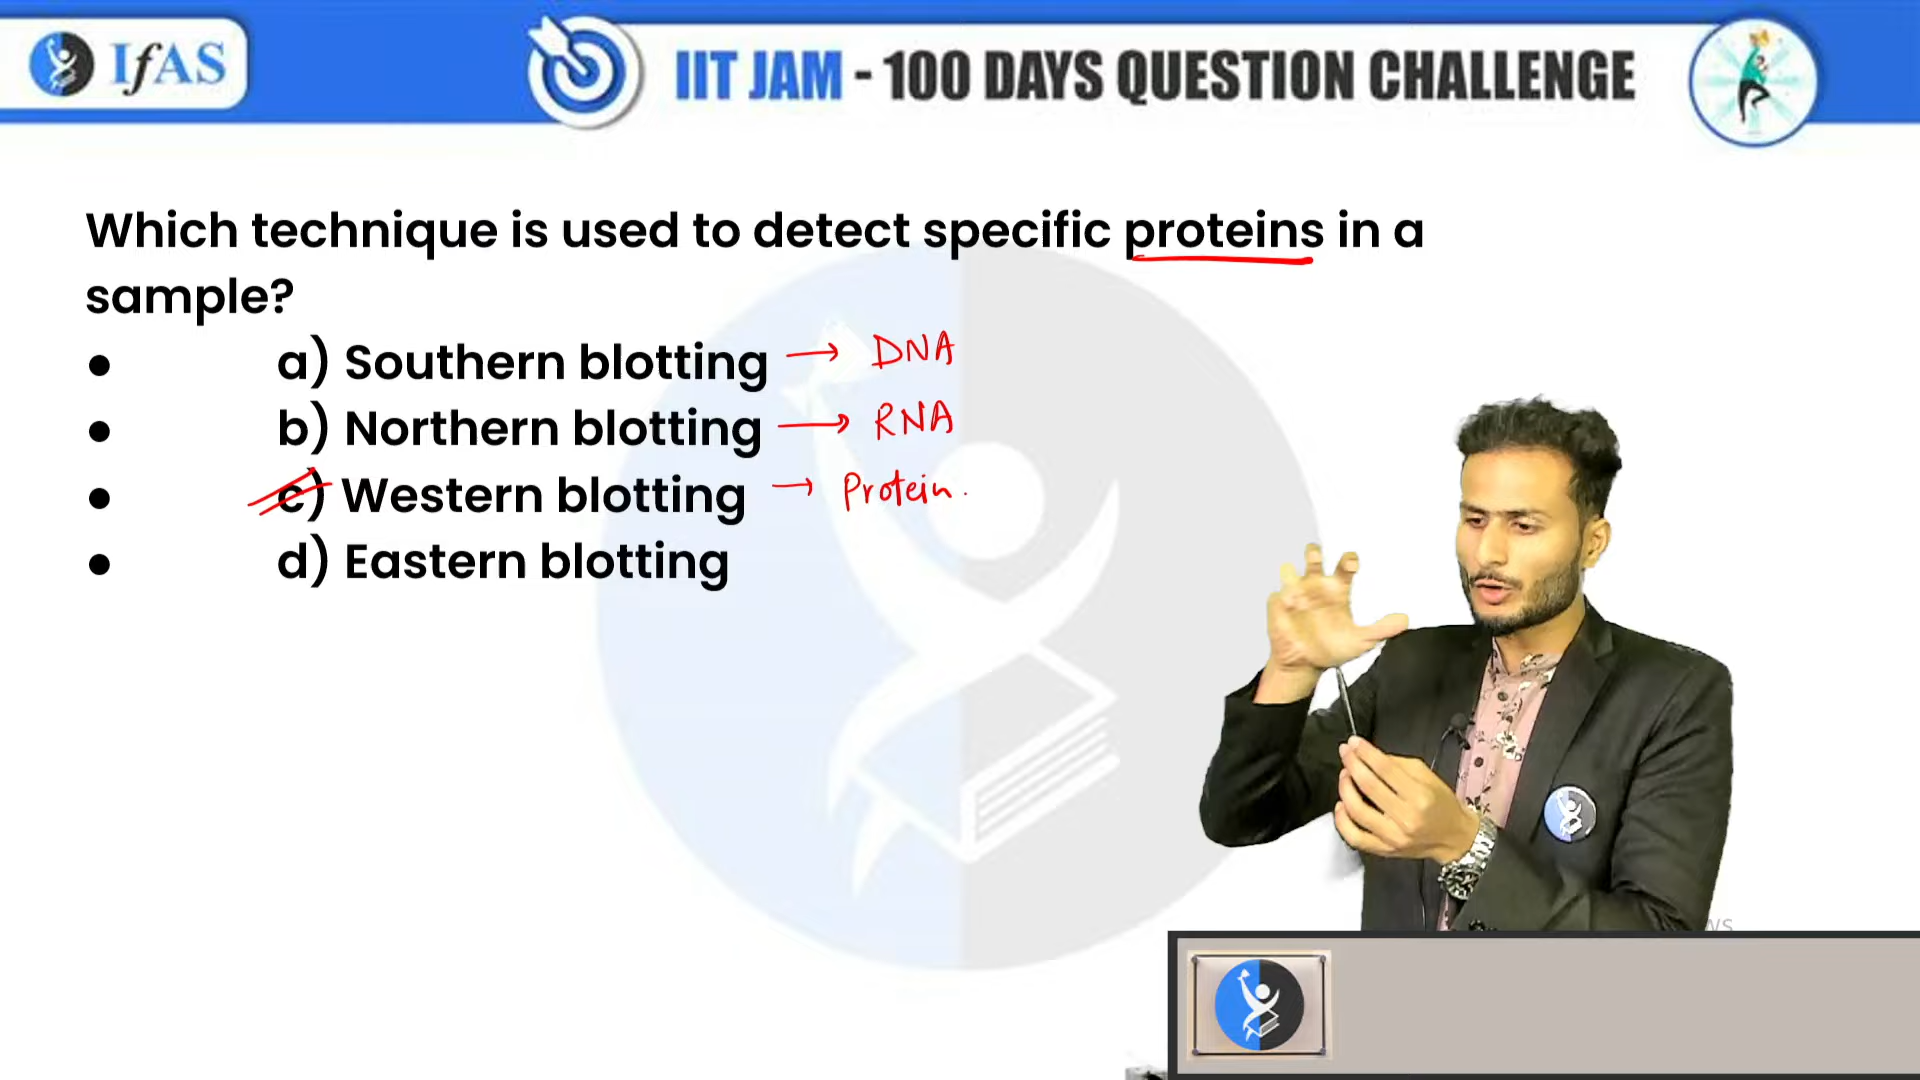 IfAS
IIT JAM - 100 DAYS QUESTION CHALLENGE
Which technique is used to detect specific proteins in a
sample?
● a) Southern blotting → DNA
● b) Northern blotting → RNA
● c) Western blotting → Protein.
● d) Eastern blotting